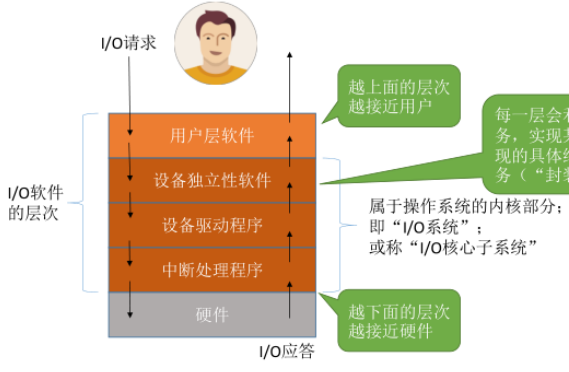 I/O请求
越上面的层次
越接近用户
用户层软件
每一层会
务，实现
现的具体
务（“封
设备独立性软件
I/O软件
的层次
设备驱动程序
属于操作系统的内核部分；
即“I/O系统”；
或称“I/O核心子系统”
中断处理程序
硬件
越下面的层次
越接近硬件
I/O应答